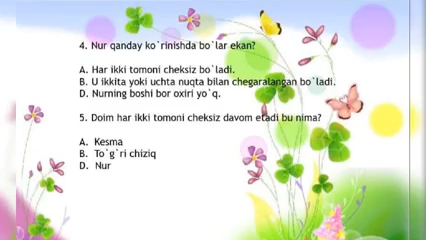 4. Nur qanday ko`rinishda bo`lar ekan?
A. Har ikki tomoni cheksiz bo`ladi.
B. U ikkita yoki uchta nuqta bilan chegaralangan bo`ladi.
D. Nurning boshi bor oxiri yo`q.
5. Doim har ikki tomoni cheksiz davom etadi bu nima?
A. Kesma
B. To`g`ri chiziq
D. Nur